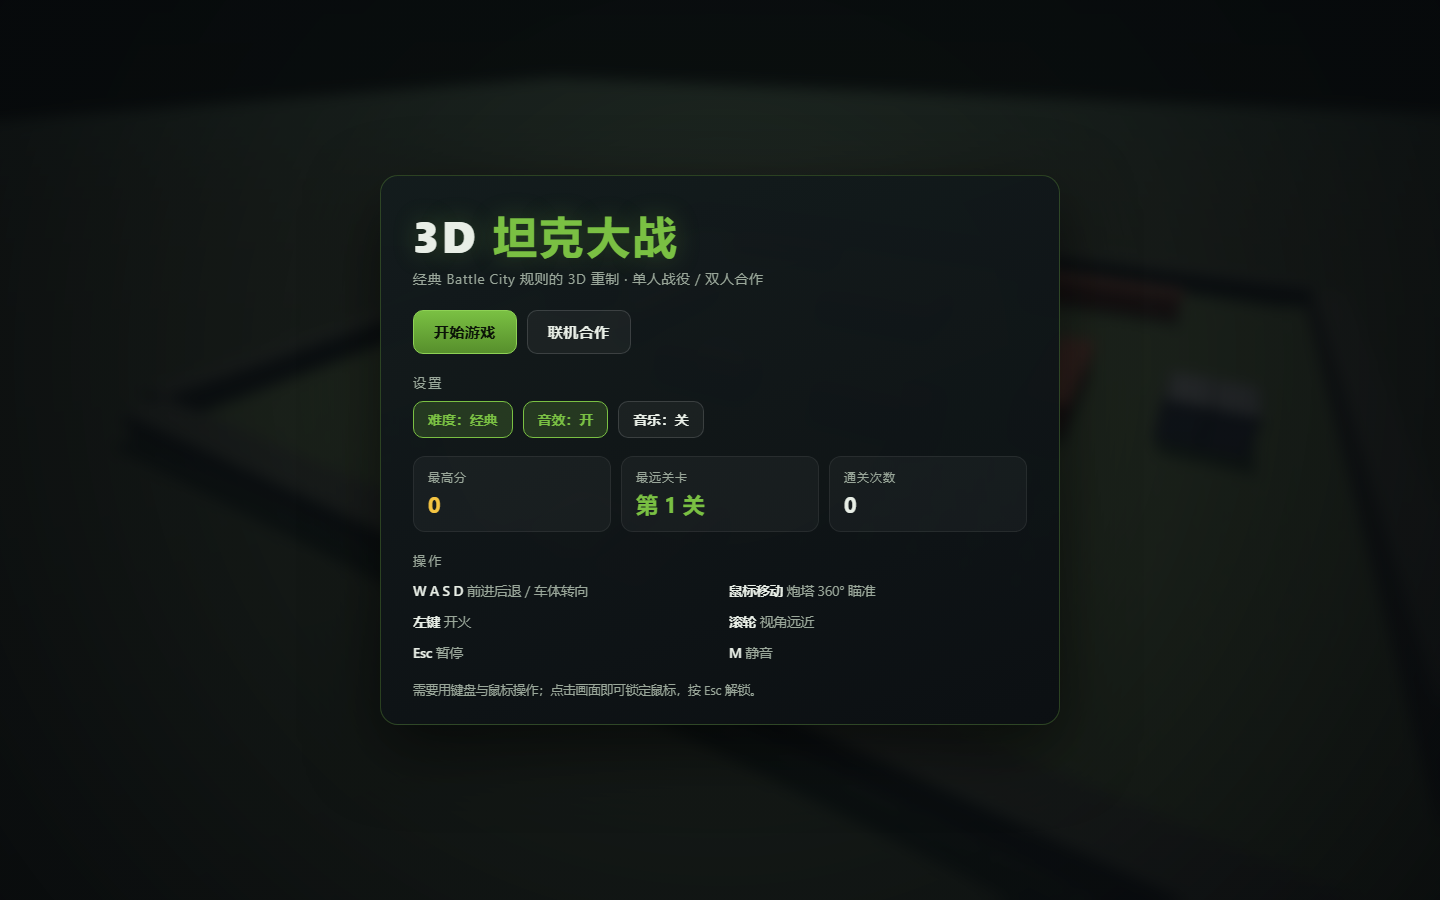 3D 坦克大战
经典 Battle City 规则的 3D 重制 · 单人战役 / 双人合作
开始游戏 联机合作
设置
难度：经典 音效：开 音乐：关
最高分 最远关卡 通关次数
0 第 1 关 0
操作
W A S D 前进后退 / 车体转向 鼠标移动 炮塔 360° 瞄准
左键 开火 滚轮 视角远近
Esc 暂停 M 静音
需要用键盘与鼠标操作；点击画面即可锁定鼠标，按 Esc 解锁。